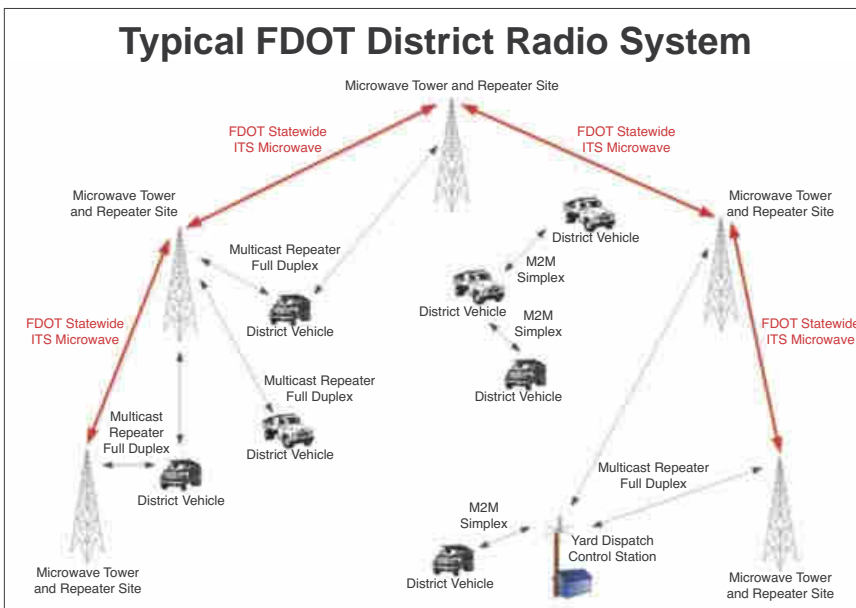 Typical FDOT District Radio System
Microwave Tower and Repeater Site
FDOT Statewide
ITS Microwave
FDOT Statewide
ITS Microwave
Microwave Tower
and Repeater Site
Microwave Tower
and Repeater Site
District Vehicle
Multicast Repeater
Full Duplex
M2M
Simplex
District Vehicle
District Vehicle
M2M
Simplex
FDOT Statewide
ITS Microwave
FDOT Statewide
ITS Microwave
Multicast Repeater
Full Duplex
District Vehicle
Multicast
Repeater
Full Duplex
District Vehicle
District Vehicle
Multicast Repeater
Full Duplex
M2M
Simplex
Yard Dispatch
Control Station
District Vehicle
Microwave Tower
and Repeater Site
Microwave Tower
and Repeater Site